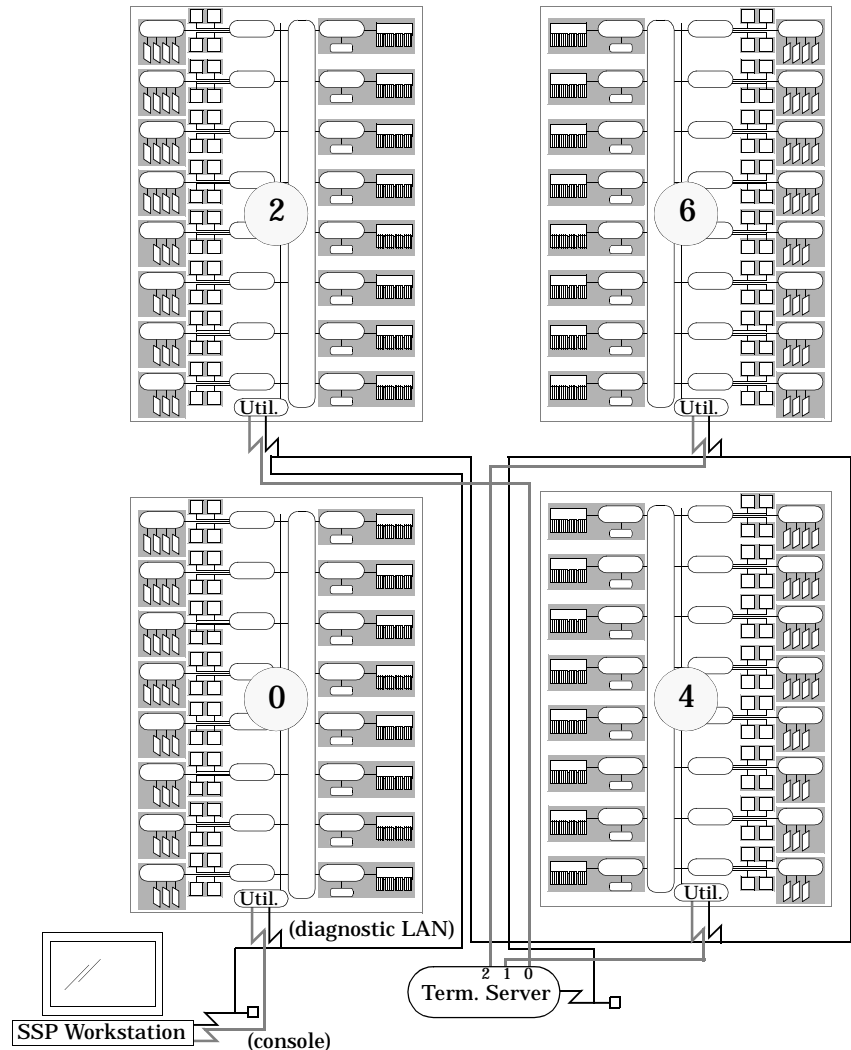 2
6
Util.
Util.
0
4
Util.
Util.
(diagnostic LAN)
2 1 0
Term. Server
SSP Workstation
(console)